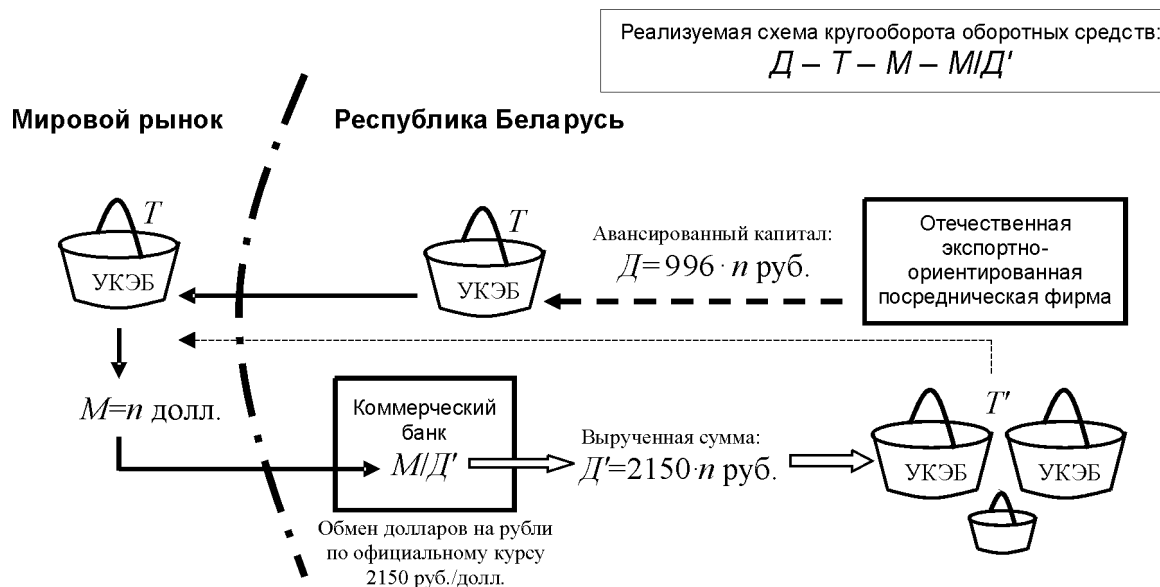 Реализуемая схема кругооборота оборотных средств:
Д – Т – М – М/Д'
Мировой рынок
Республика Беларусь
Т
УКЭБ
Т
УКЭБ
Авансированный капитал:
Д=996·n руб.
Отечественная
экспортно-
ориентированная
посредническая фирма
М=n долл.
Коммерческий
банк
М/Д'
Обмен долларов на рубли
по официальному курсу
2150 руб./долл.
Вырученная сумма:
Д'=2150·n руб.
Т'
УКЭБ
УКЭБ